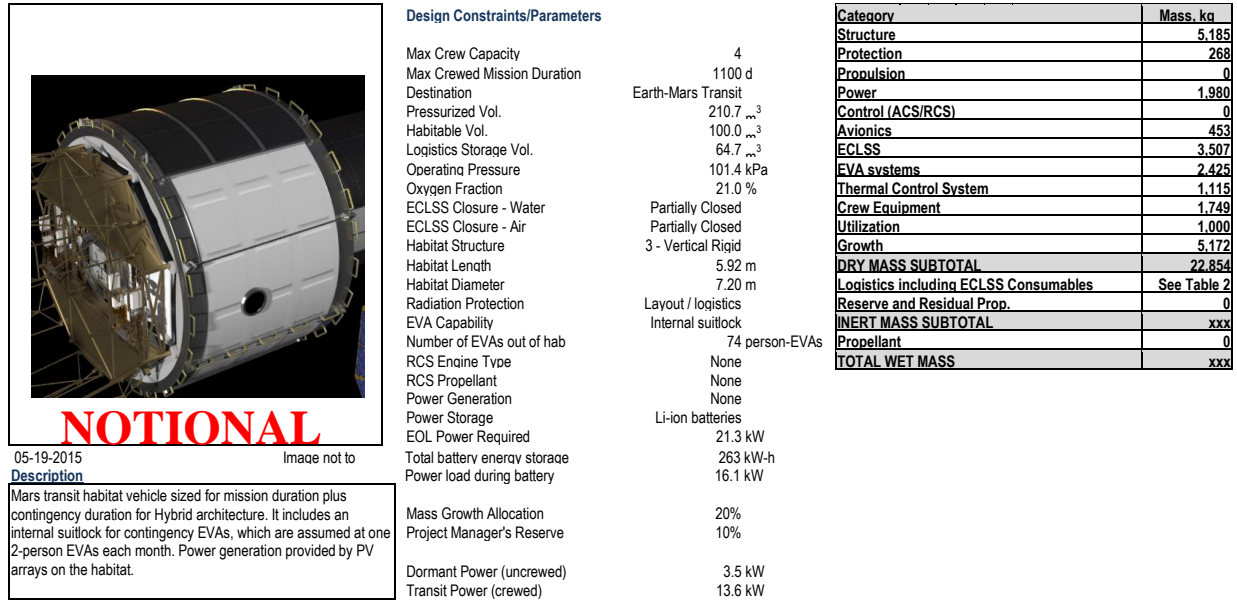 NOTIONAL
05-19-2015 Image not to
Description
Mars transit habitat vehicle sized for mission duration plus
contingency duration for Hybrid architecture. It includes an
internal suitlock for contingency EVAs, which are assumed at one
2-person EVAs each month. Power generation provided by PV
arrays on the habitat.
Design Constraints/Parameters
Max Crew Capacity 4
Max Crewed Mission Duration 1100 d
Destination Earth-Mars Transit
Pressurized Vol. 210.7 m3
Habitable Vol. 100.0 m3
Logistics Storage Vol. 64.7 m3
Operating Pressure 101.4 kPa
Oxygen Fraction 21.0 %
ECLSS Closure - Water Partially Closed
ECLSS Closure - Air Partially Closed
Habitat Structure 3 - Vertical Rigid
Habitat Length 5.92 m
Habitat Diameter 7.20 m
Radiation Protection Layout / logistics
EVA Capability Internal suitlock
Number of EVAs out of hab 74 person-EVAs
RCS Engine Type None
RCS Propellant None
Power Generation None
Power Storage Li-ion batteries
EOL Power Required 21.3 kW
Total battery energy storage 263 kW-h
Power load during battery 16.1 kW
Mass Growth Allocation 20%
Project Manager's Reserve 10%
Dormant Power (uncrewed) 3.5 kW
Transit Power (crewed) 13.6 kW
Category Mass, kg
Structure 5,185
Protection 268
Propulsion 0
Power 1,980
Control (ACS/RCS) 0
Avionics 453
ECLSS 3,507
EVA systems 2,425
Thermal Control System 1,115
Crew Equipment 1,749
Utilization 1,000
Growth 5,172
DRY MASS SUBTOTAL 22,854
Logistics including ECLSS Consumables See Table 2
Reserve and Residual Prop. 0
INERT MASS SUBTOTAL xxx
Propellant 0
TOTAL WET MASS xxx